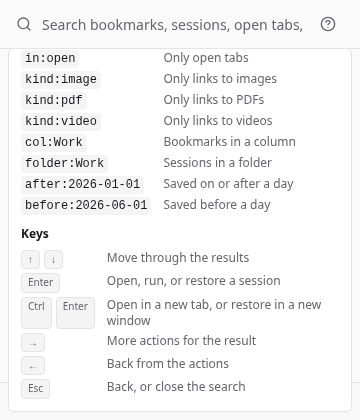 Search bookmarks, sessions, open tabs,
in:open Only open tabs
kind:image Only links to images
kind:pdf Only links to PDFs
kind:video Only links to videos
col:Work Bookmarks in a column
folder:Work Sessions in a folder
after:2026-01-01 Saved on or after a day
before:2026-06-01 Saved before a day
Keys
↑ ↓ Move through the results
Enter Open, run, or restore a session
Ctrl Enter Open in a new tab, or restore in a new
window
→ More actions for the result
← Back from the actions
Esc Back, or close the search